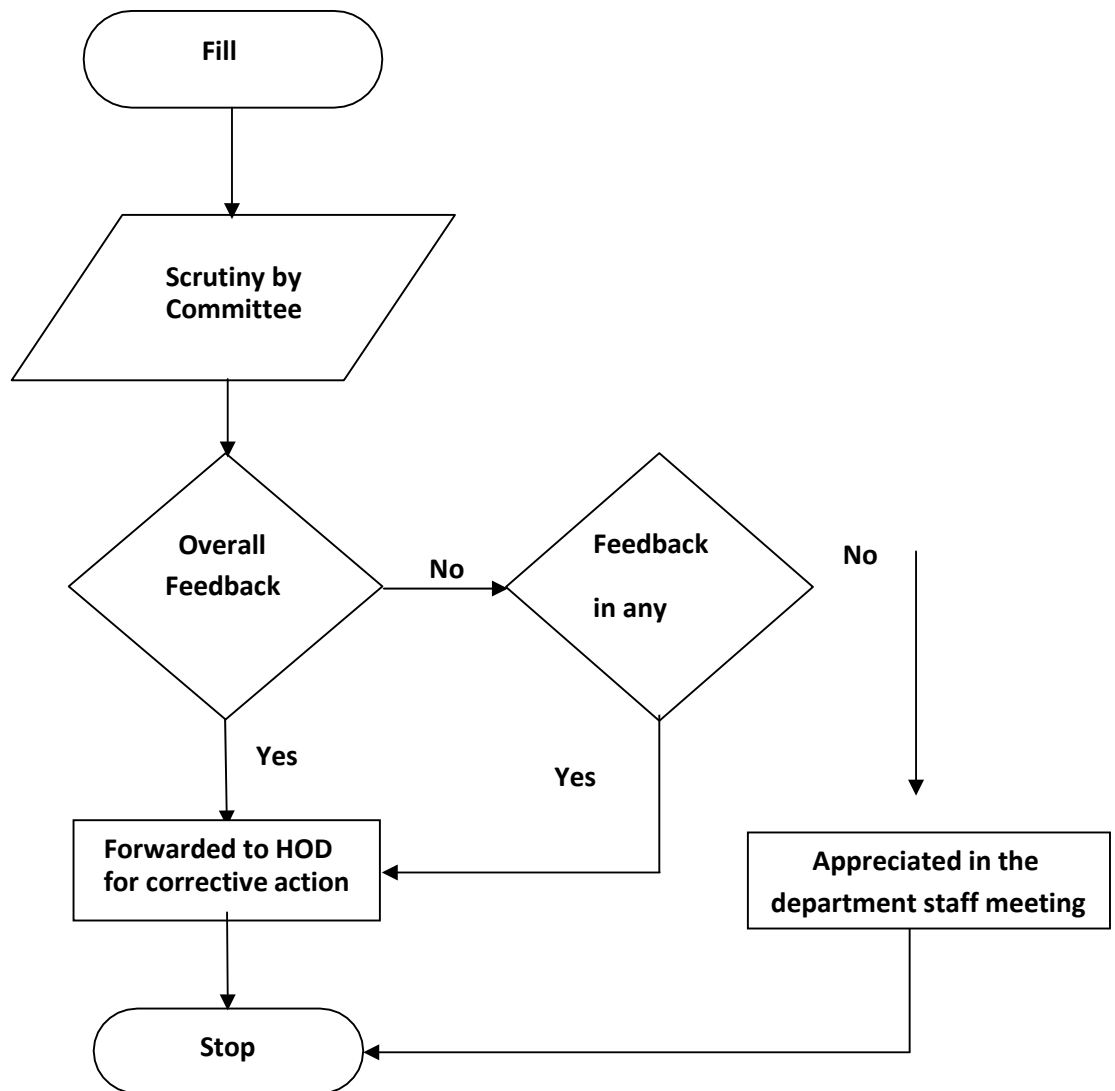 Fill
Scrutiny by
Committee
Overall
Feedback
No
Feedback
in any
No
Yes
Yes
Forwarded to HOD
for corrective action
Appreciated in the
department staff meeting
Stop